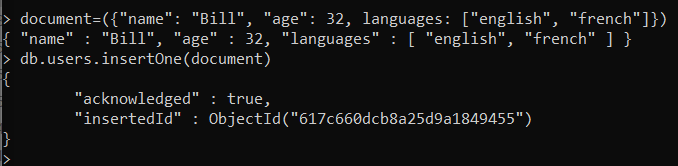 > document=({"name": "Bill", "age": 32, languages: ["english", "french"]})
{ "name" : "Bill", "age" : 32, "languages" : [ "english", "french" ] }
> db.users.insertOne(document)
{
        "acknowledged" : true,
        "insertedId" : ObjectId("617c660dcb8a25d9a1849455")
}
>